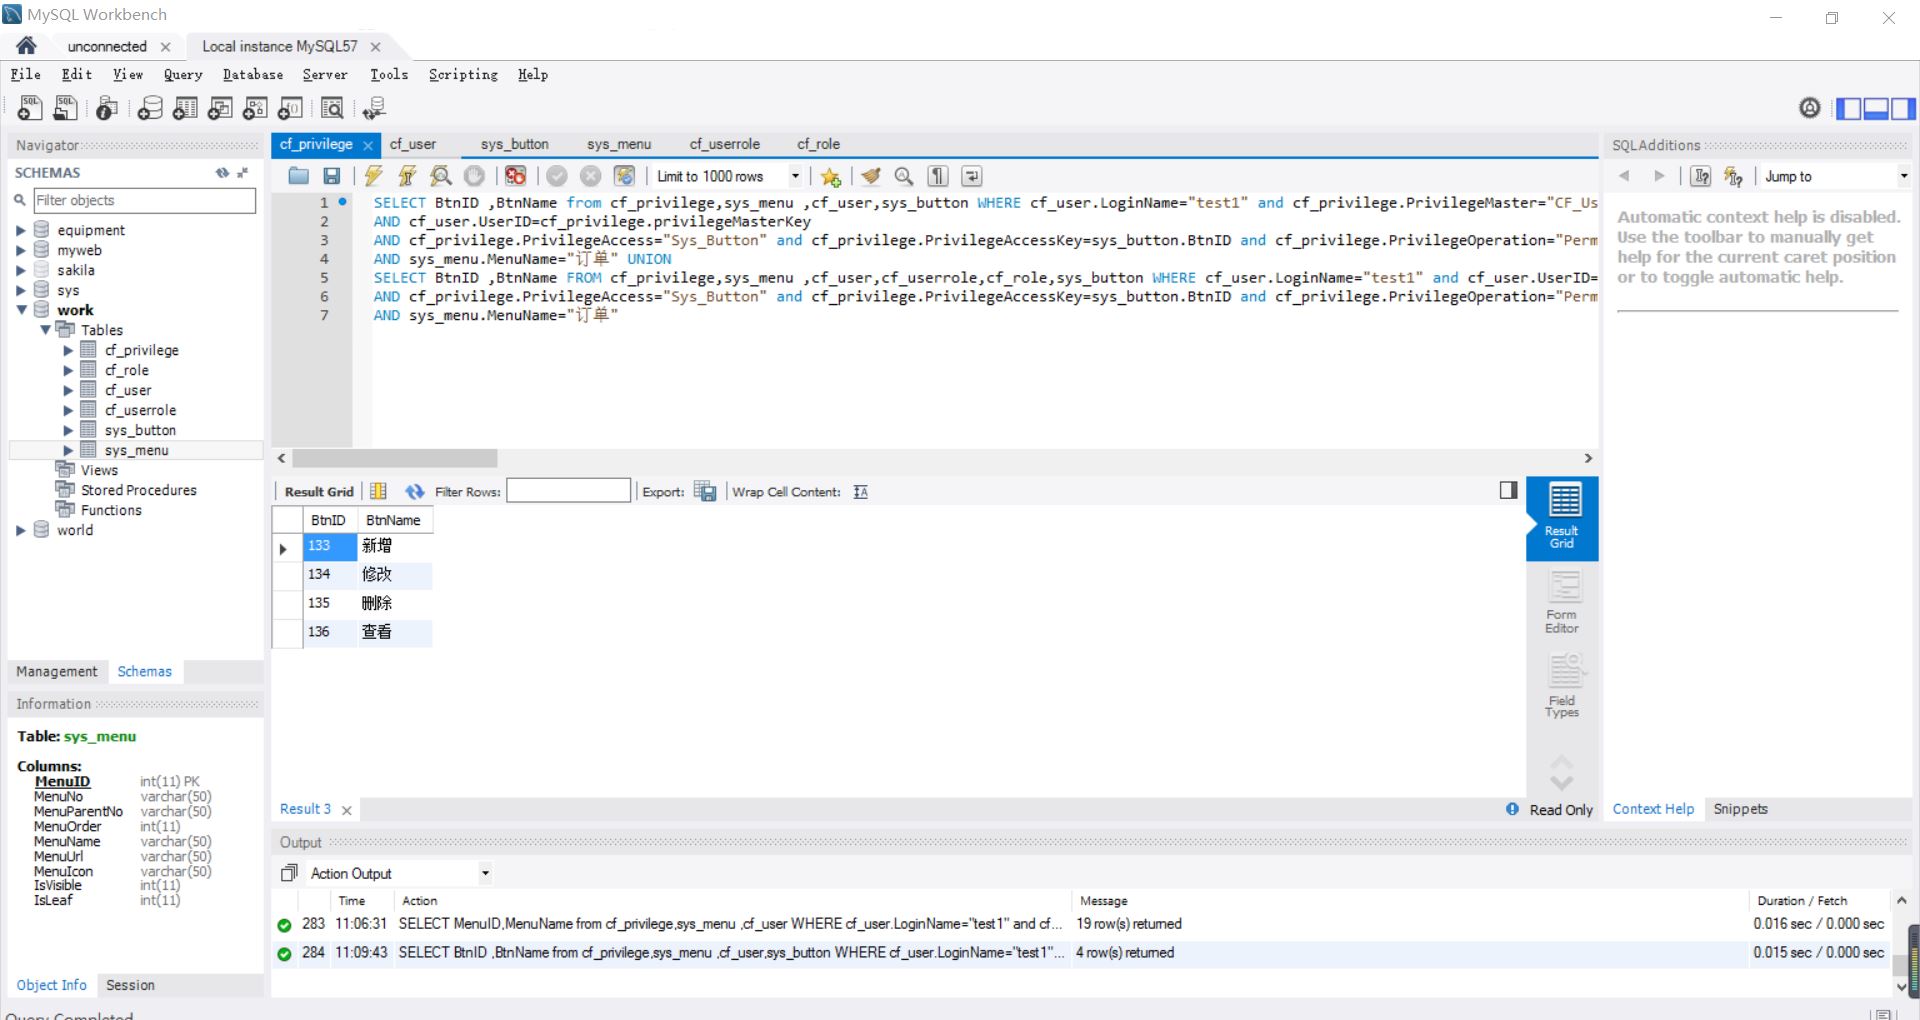 MySQL Workbench
unconnected
Local instance MySQL57
File Edit View Query Database Server Tools Scripting Help
Navigator
SCHEMAS
Filter objects
equipment
myweb
sakila
sys
work
Tables
cf_privilege
cf_role
cf_user
cf_userrole
sys_button
sys_menu
Views
Stored Procedures
Functions
world
Management Schemas
Information
Table: sys_menu
Columns:
MenuID int(11) PK
MenuNo varchar(50)
MenuParentNo varchar(50)
MenuOrder int(11)
MenuName varchar(50)
MenuUrl varchar(50)
MenuIcon varchar(50)
IsVisible int(11)
IsLeaf int(11)
Object Info Session
cf_privilege cf_user sys_button sys_menu cf_userrole cf_role
Limit to 1000 rows
1 SELECT BtnID ,BtnName from cf_privilege,sys_menu ,cf_user,sys_button WHERE cf_user.LoginName="test1" and cf_privilege.PrivilegeMaster="CF_Us
2 AND cf_user.UserID=cf_privilege.privilegeMasterKey
3 AND cf_privilege.PrivilegeAccess="Sys_Button" and cf_privilege.PrivilegeAccessKey=sys_button.BtnID and cf_privilege.PrivilegeOperation="Perm
4 AND sys_menu.MenuName="订单" UNION
5 SELECT BtnID ,BtnName FROM cf_privilege,sys_menu ,cf_user,cf_userrole,cf_role,sys_button WHERE cf_user.LoginName="test1" and cf_user.UserID=
6 AND cf_privilege.PrivilegeAccess="Sys_Button" and cf_privilege.PrivilegeAccessKey=sys_button.BtnID and cf_privilege.PrivilegeOperation="Perm
7 AND sys_menu.MenuName="订单"
Result Grid Filter Rows: Export: Wrap Cell Content:
BtnID BtnName
133 新增
134 修改
135 删除
136 查看
Result Grid
Form Editor
Field Types
Result 3
Read Only
SQLAdditions
Jump to
Automatic context help is disabled.
Use the toolbar to manually get
help for the current caret position
or to toggle automatic help.
Context Help Snippets
Output
Action Output
Time Action Message Duration / Fetch
283 11:06:31 SELECT MenuID,MenuName from cf_privilege,sys_menu ,cf_user WHERE cf_user.LoginName="test1" and cf... 19 row(s) returned 0.016 sec / 0.000 sec
284 11:09:43 SELECT BtnID ,BtnName from cf_privilege,sys_menu ,cf_user,sys_button WHERE cf_user.LoginName="test1"... 4 row(s) returned 0.015 sec / 0.000 sec
Query Completed